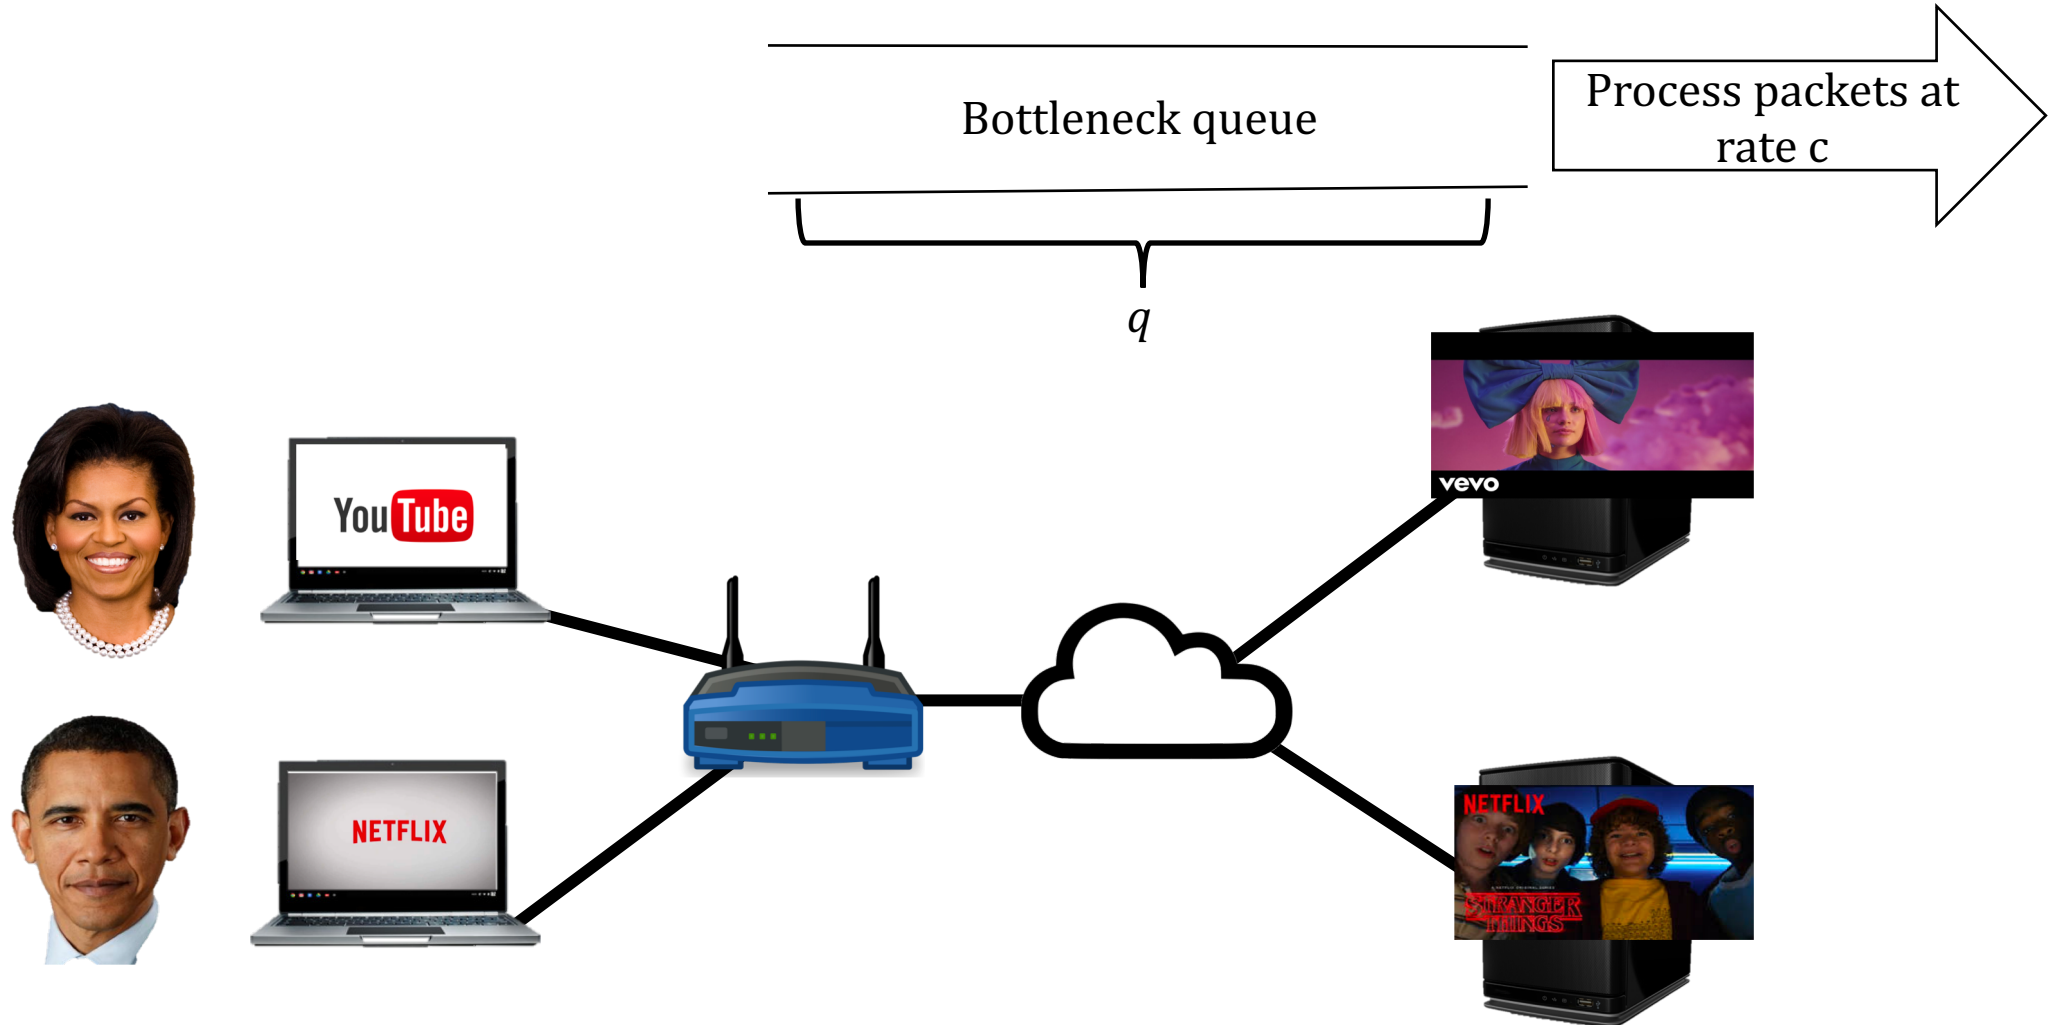 Bottleneck queue
Process packets at
rate c
q
YouTube
vevo
NETFLIX
NETFLIX
STRANGER
THINGS